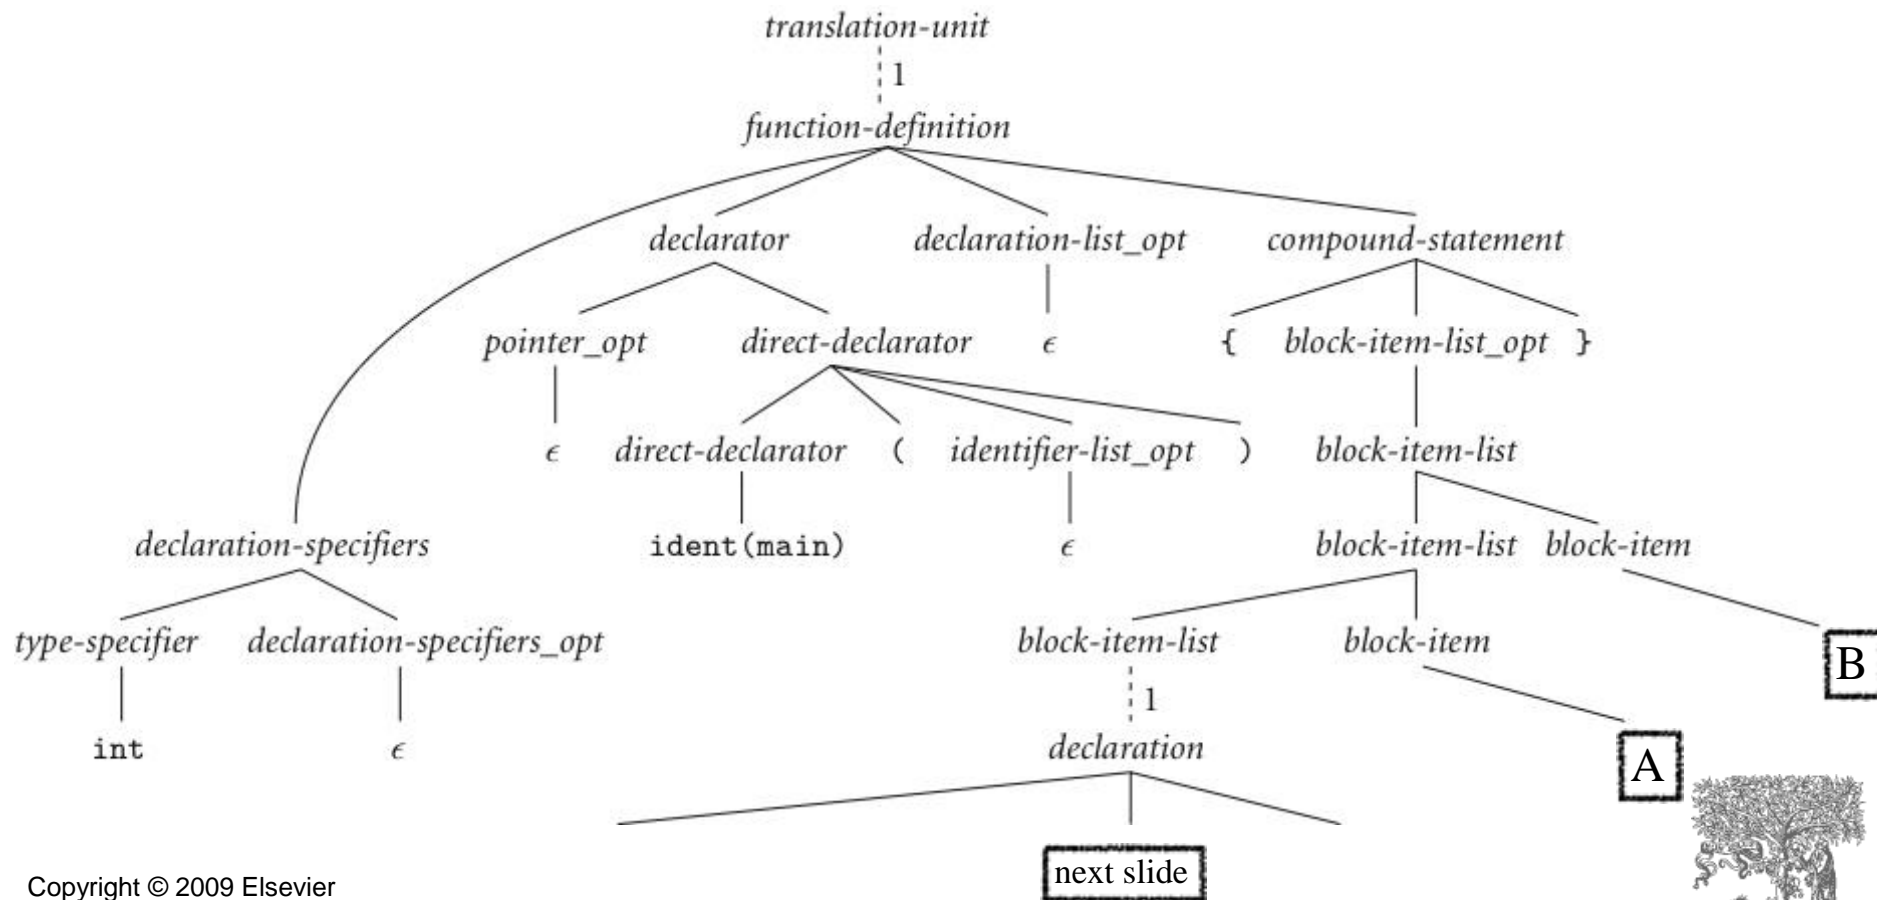 translation-unit
1
function-definition
declarator declaration-list_opt compound-statement
pointer_opt direct-declarator ϵ { block-item-list_opt }
ϵ direct-declarator ( identifier-list_opt ) block-item-list
declaration-specifiers ident(main) ϵ block-item-list block-item
type-specifier declaration-specifiers_opt block-item-list block-item B
1
int ϵ declaration A
next slide
Copyright © 2009 Elsevier